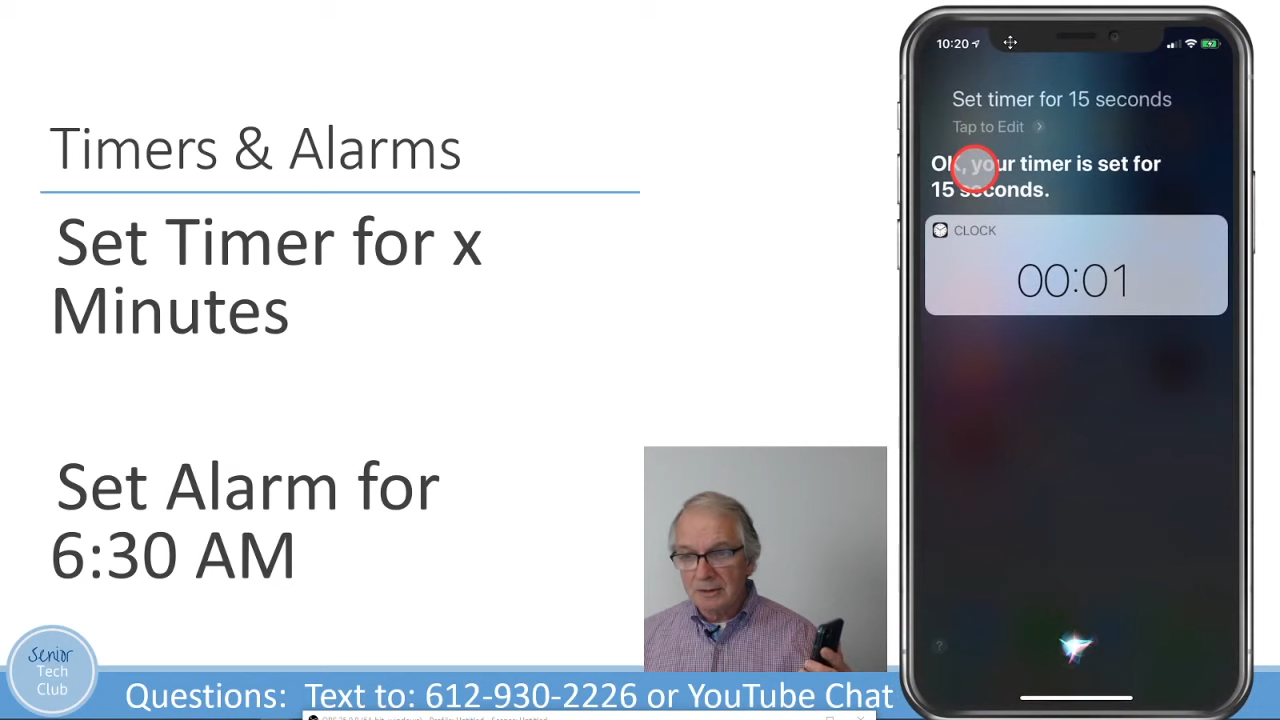 Timers & Alarms
Set Timer for x
Minutes
Set Alarm for
6:30 AM
10:20
Set timer for 15 seconds
Tap to Edit
OK, your timer is set for
15 seconds.
CLOCK
00:01
?
Senior
Tech
Club
Questions: Text to: 612-930-2226 or YouTube Chat